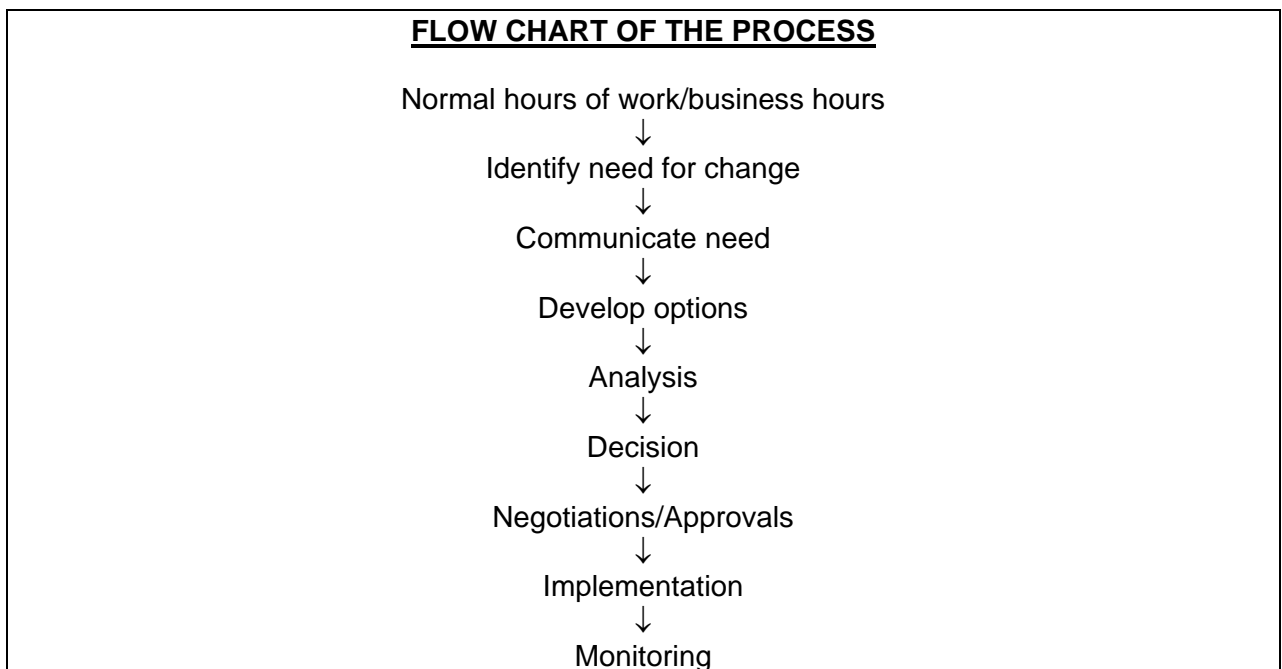 FLOW CHART OF THE PROCESS
Normal hours of work/business hours
↓
Identify need for change
↓
Communicate need
↓
Develop options
↓
Analysis
↓
Decision
↓
Negotiations/Approvals
↓
Implementation
↓
Monitoring